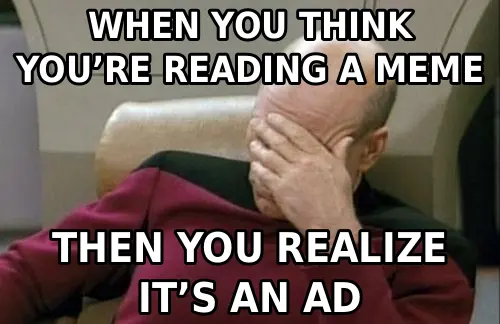 WHEN YOU THINK
YOU’RE READING A MEME
THEN YOU REALIZE
IT’S AN AD